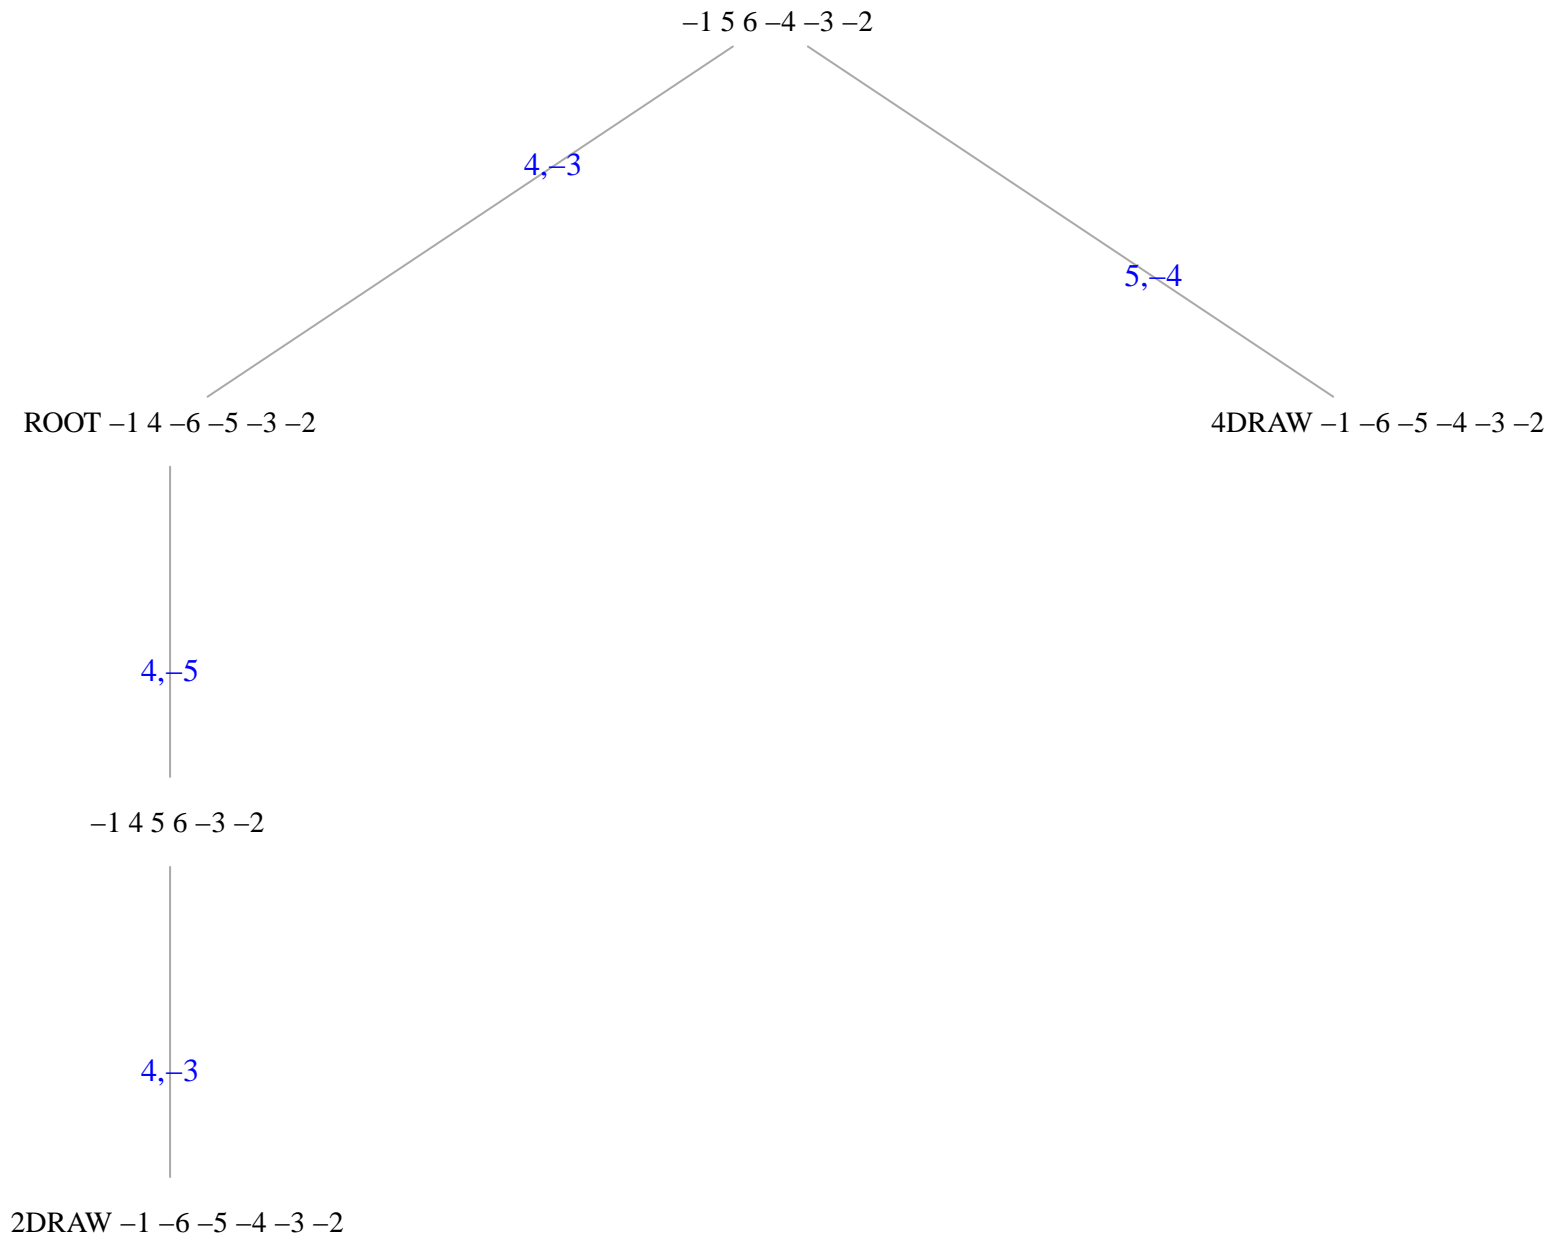 –1 5 6 –4 –3 –2
4,–3
5,–4
ROOT –1 4 –6 –5 –3 –2
4DRAW –1 –6 –5 –4 –3 –2
4,–5
–1 4 5 6 –3 –2
4,–3
2DRAW –1 –6 –5 –4 –3 –2